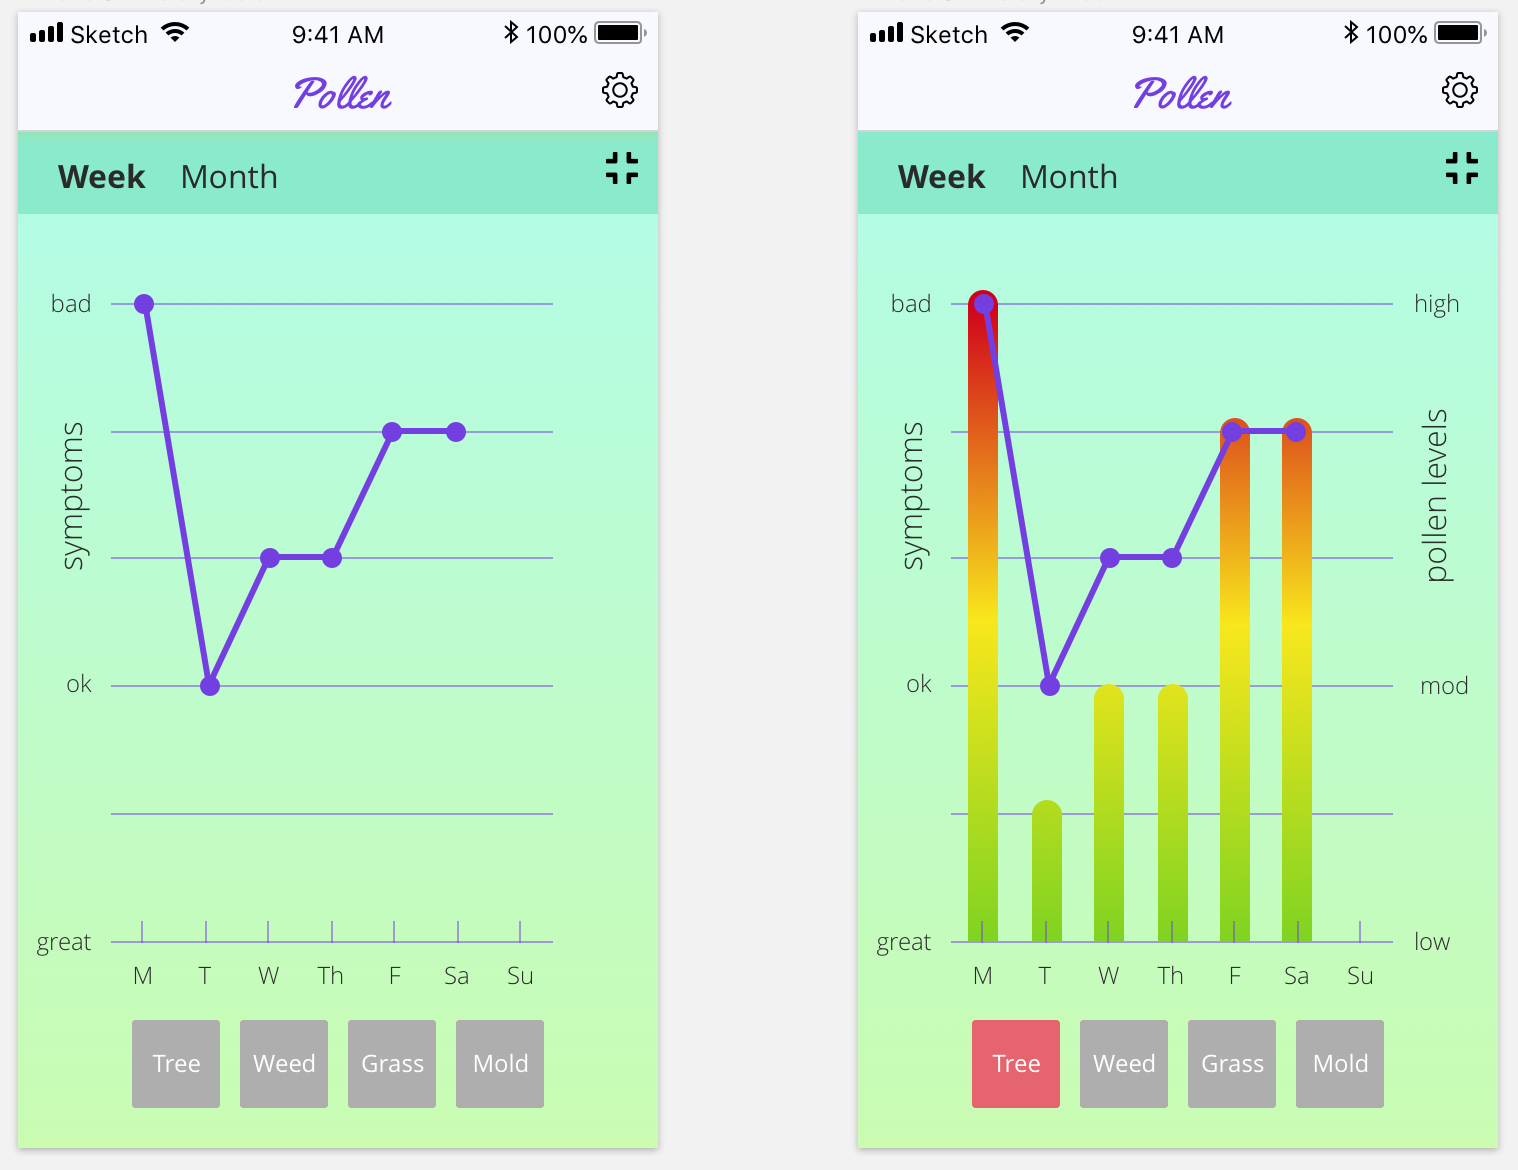 Sketch 9:41 AM 100%
Pollen
Week Month
bad
symptoms
ok
great
M T W Th F Sa Su
Tree Weed Grass Mold
Sketch 9:41 AM 100%
Pollen
Week Month
bad high
symptoms pollen levels
ok mod
great low
M T W Th F Sa Su
Tree Weed Grass Mold